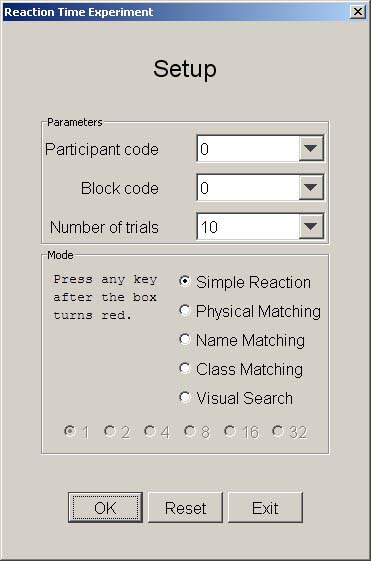 Reaction Time Experiment
Setup
Parameters
Participant code 0
Block code 0
Number of trials 10
Mode
Press any key
after the box
turns red.
Simple Reaction
Physical Matching
Name Matching
Class Matching
Visual Search
1 2 4 8 16 32
OK Reset Exit